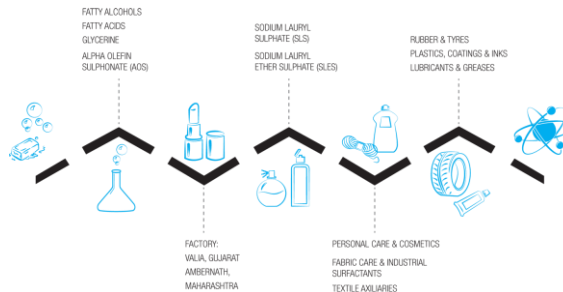 FATTY ALCOHOLS
FATTY ACIDS
GLYCERINE
ALPHA OLEFIN
SULPHONATE (AOS)
SODIUM LAURYL
SULPHATE (SLS)
SODIUM LAURYL
ETHER SULPHATE (SLES)
RUBBER & TYRES
PLASTICS, COATINGS & INKS
LUBRICANTS & GREASES
FACTORY:
VALIA, GUJARAT
AMBERNATH,
MAHARASHTRA
PERSONAL CARE & COSMETICS
FABRIC CARE & INDUSTRIAL
SURFACTANTS
TEXTILE AXILIARIES